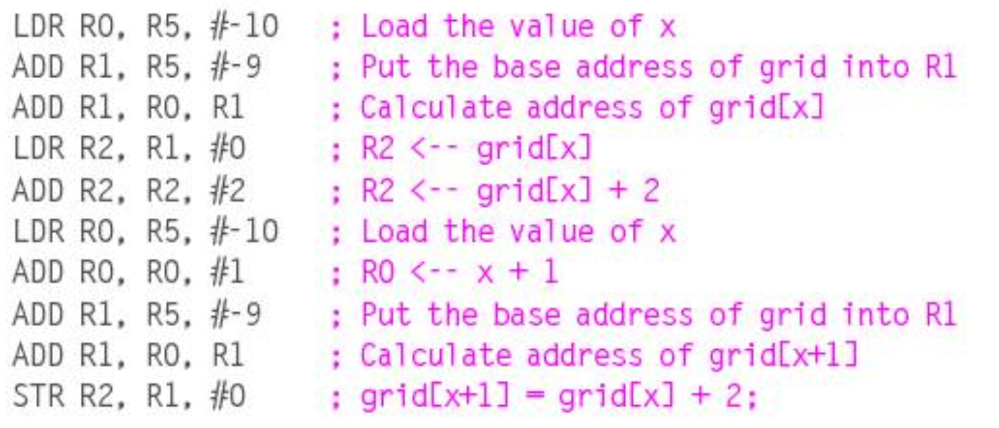 LDR R0, R5, #-10 ; Load the value of x
ADD R1, R5, #-9 ; Put the base address of grid into R1
ADD R1, R0, R1 ; Calculate address of grid[x]
LDR R2, R1, #0 ; R2 <-- grid[x]
ADD R2, R2, #2 ; R2 <-- grid[x] + 2
LDR R0, R5, #-10 ; Load the value of x
ADD R0, R0, #1 ; R0 <-- x + 1
ADD R1, R5, #-9 ; Put the base address of grid into R1
ADD R1, R0, R1 ; Calculate address of grid[x+1]
STR R2, R1, #0 ; grid[x+1] = grid[x] + 2;